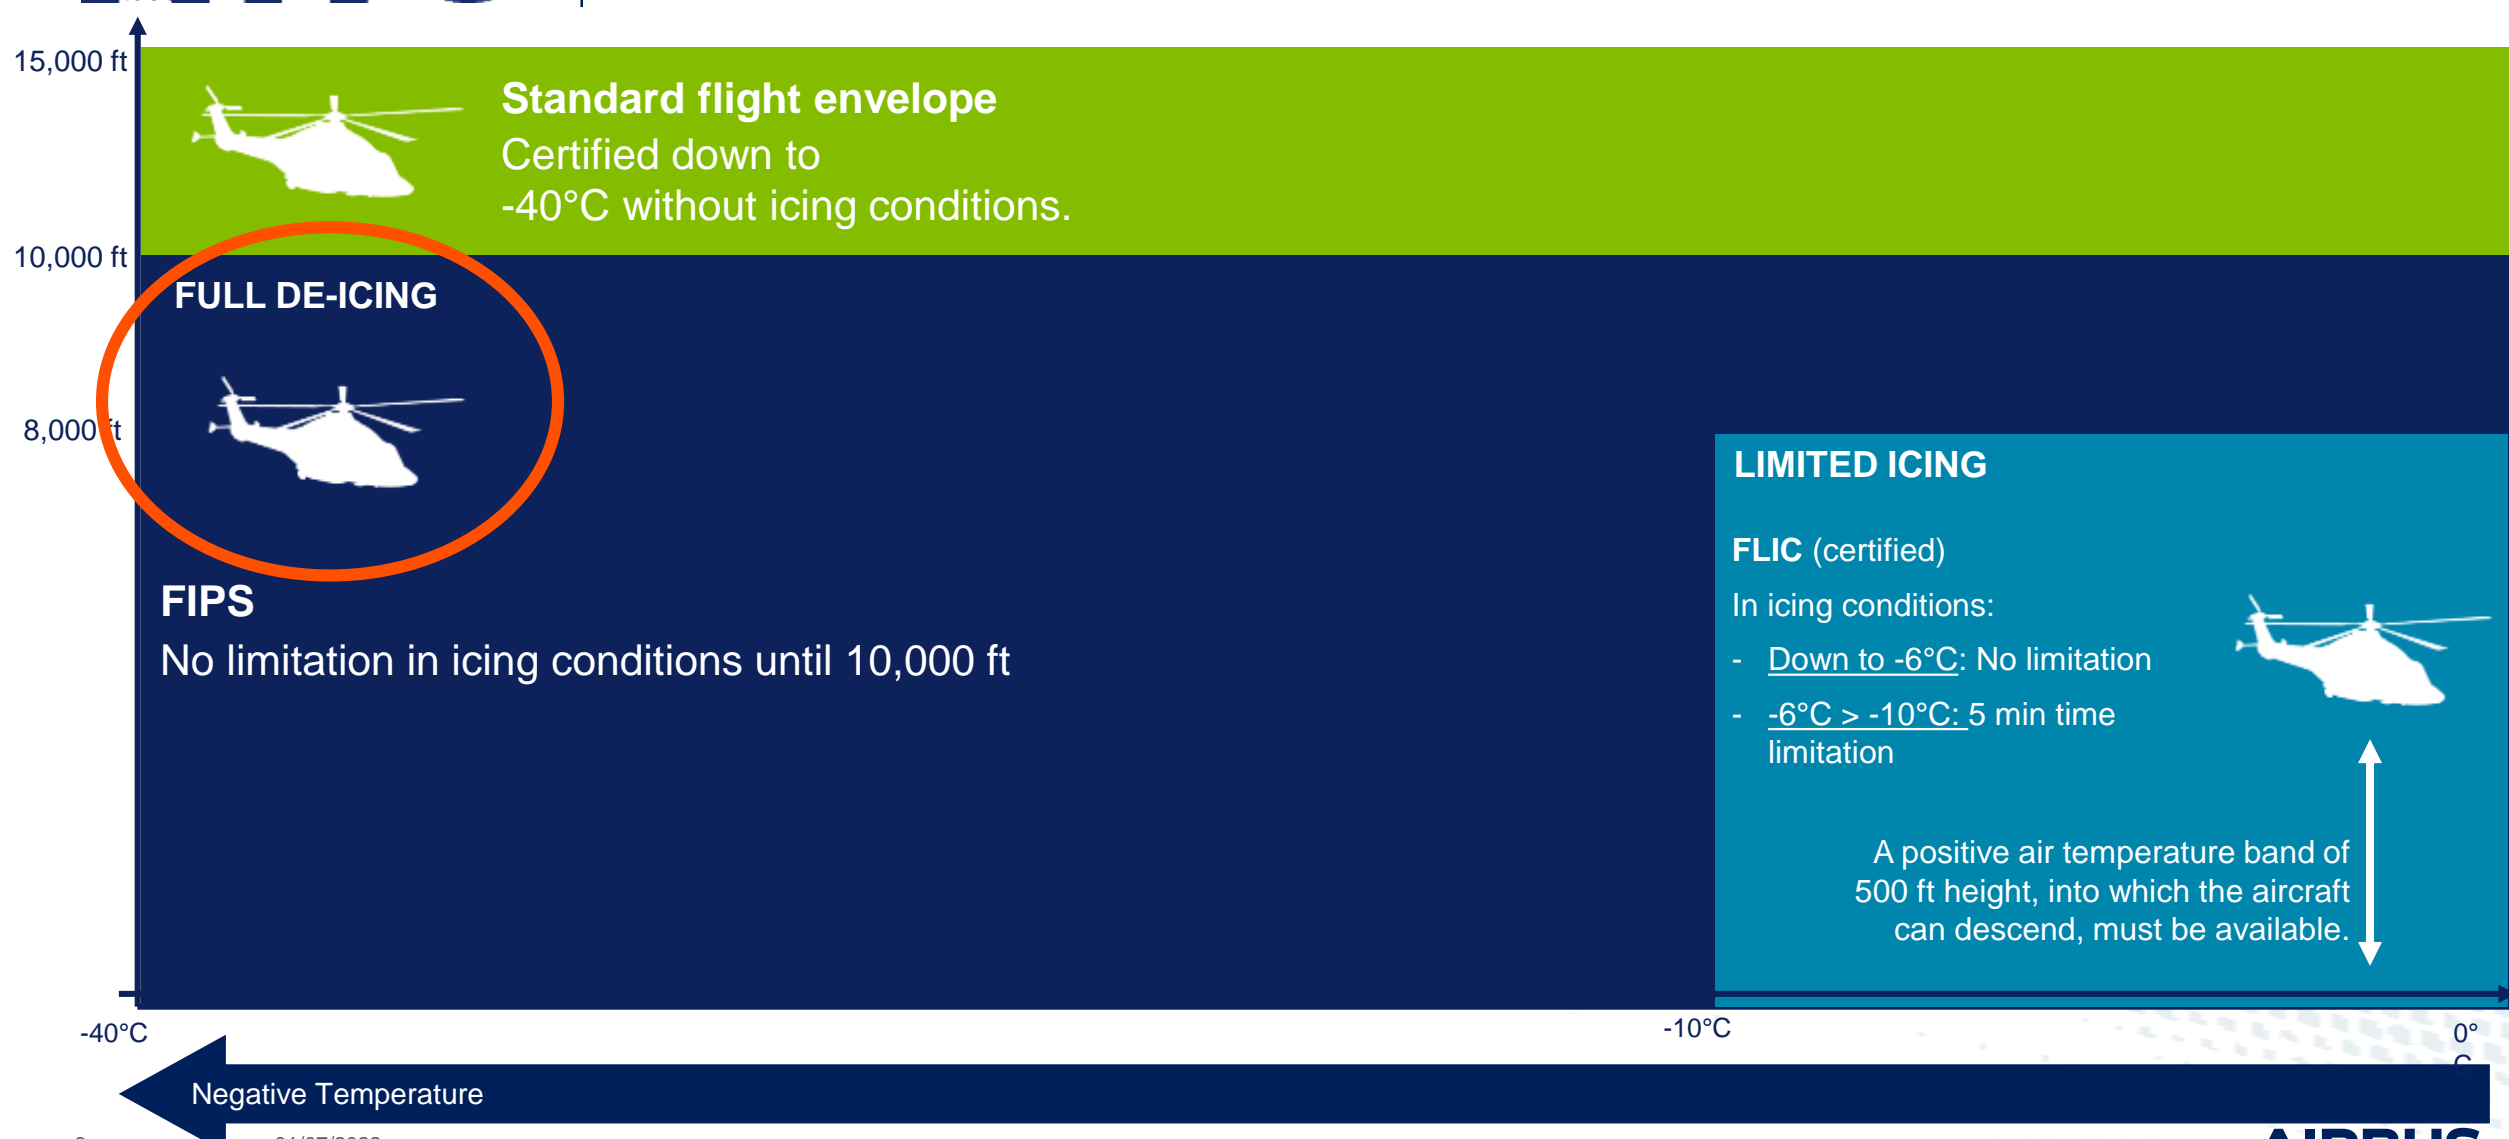 15,000 ft
Standard flight envelope
Certified down to
-40°C without icing conditions.
10,000 ft
FULL DE-ICING
8,000 ft
LIMITED ICING
FLIC (certified)
In icing conditions:
- Down to -6°C: No limitation
- -6°C > -10°C: 5 min time
limitation
FIPS
No limitation in icing conditions until 10,000 ft
A positive air temperature band of
500 ft height, into which the aircraft
can descend, must be available.
-40°C
-10°C
0°
C
Negative Temperature
AIRBUS